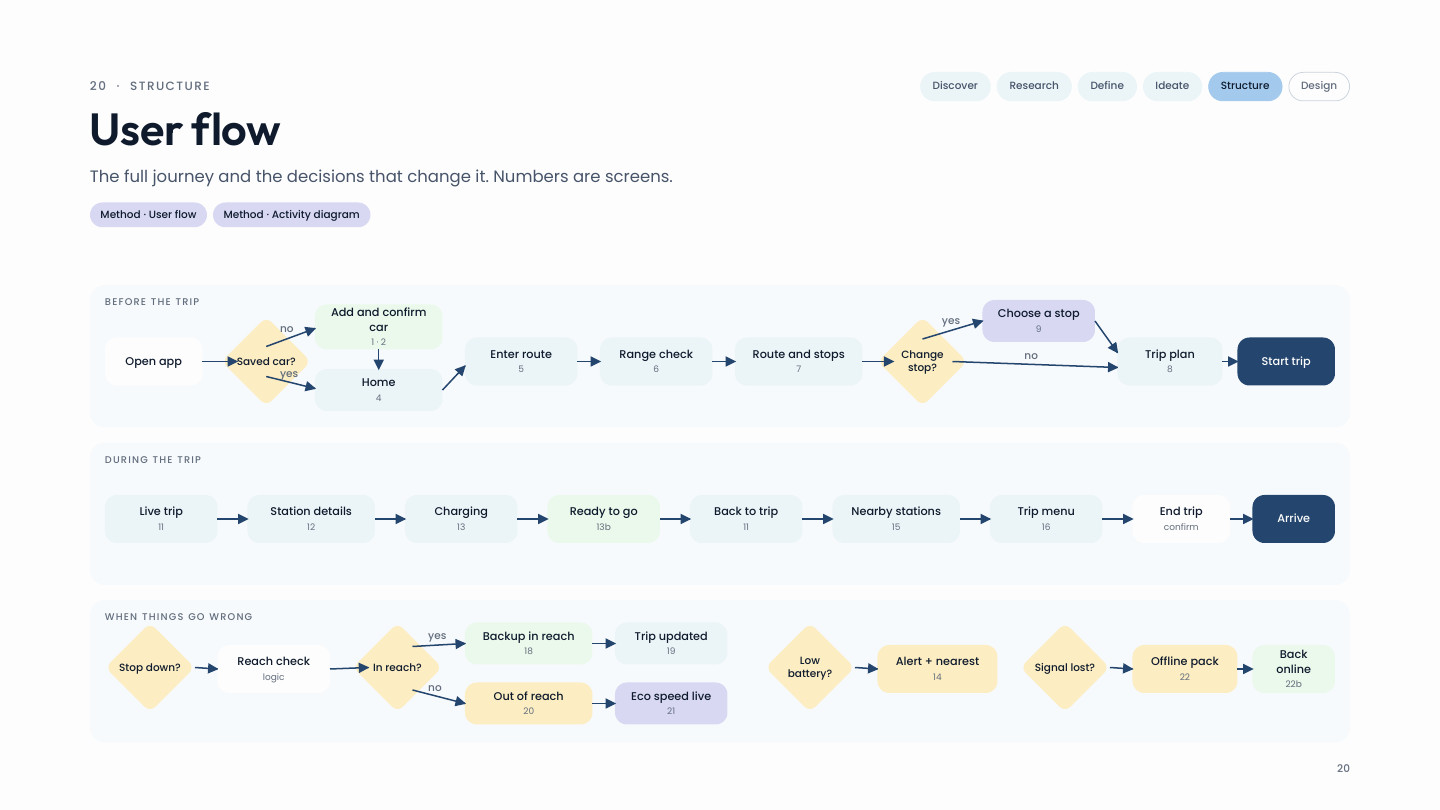 20 · STRUCTURE
Discover
Research
Define
Ideate
Structure
Design
User flow
The full journey and the decisions that change it. Numbers are screens.
Method · User flow
Method · Activity diagram
BEFORE THE TRIP
Open app
Saved car?
no
yes
Add and confirm
car
1 · 2
Home
4
Enter route
5
Range check
6
Route and stops
7
Change
stop?
yes
no
Choose a stop
9
Trip plan
8
Start trip
DURING THE TRIP
Live trip
11
Station details
12
Charging
13
Ready to go
13b
Back to trip
11
Nearby stations
15
Trip menu
16
End trip
confirm
Arrive
WHEN THINGS GO WRONG
Stop down?
Reach check
logic
In reach?
yes
no
Backup in reach
18
Trip updated
19
Out of reach
20
Eco speed live
21
Low
battery?
Alert + nearest
14
Signal lost?
Offline pack
22
Back
online
22b
20